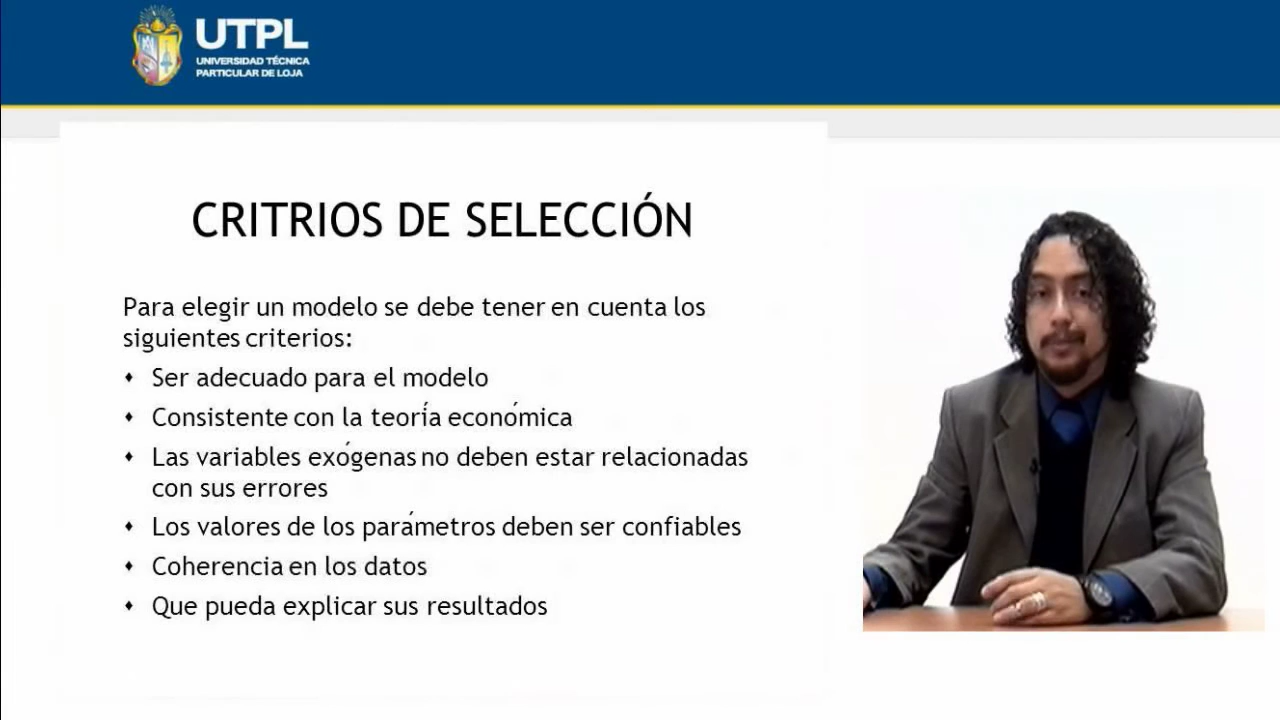 UTPL
UNIVERSIDAD TÉCNICA
PARTICULAR DE LOJA
CRITRIOS DE SELECCIÓN
Para elegir un modelo se debe tener en cuenta los
siguientes criterios:
Ser adecuado para el modelo
Consistente con la teoría económica
Las variables exógenas no deben estar relacionadas
con sus errores
Los valores de los parámetros deben ser confiables
Coherencia en los datos
Que pueda explicar sus resultados